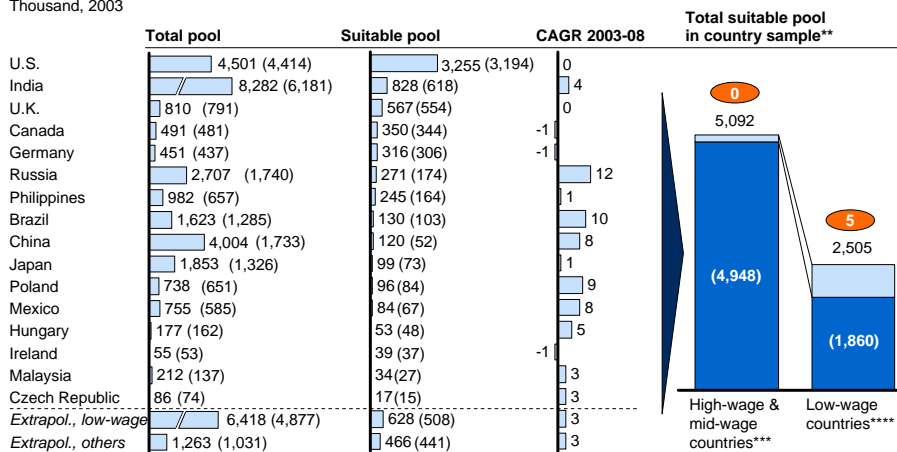 Thousand, 2003
Total suitable pool
in country sample**
Total pool Suitable pool CAGR 2003-08
U.S. 4,501 (4,414) 3,255 (3,194) 0
India 8,282 (6,181) 828 (618) 4
U.K. 810 (791) 567 (554) 0
Canada 491 (481) 350 (344) -1
Germany 451 (437) 316 (306) -1
Russia 2,707 (1,740) 271 (174) 12
Philippines 982 (657) 245 (164) 1
Brazil 1,623 (1,285) 130 (103) 10
China 4,004 (1,733) 120 (52) 8
Japan 1,853 (1,326) 99 (73) 1
Poland 738 (651) 96 (84) 9
Mexico 755 (585) 84 (67) 8
Hungary 177 (162) 53 (48) 5
Ireland 55 (53) 39 (37) -1
Malaysia 212 (137) 34 (27) 3
Czech Republic 86 (74) 17 (15) 3
Extrapol., low-wage 6,418 (4,877) 628 (508) 3
Extrapol., others 1,263 (1,031) 466 (441) 3
0
5,092
(4,948)
5
2,505
(1,860)
High-wage &
mid-wage
countries***
Low-wage
countries****